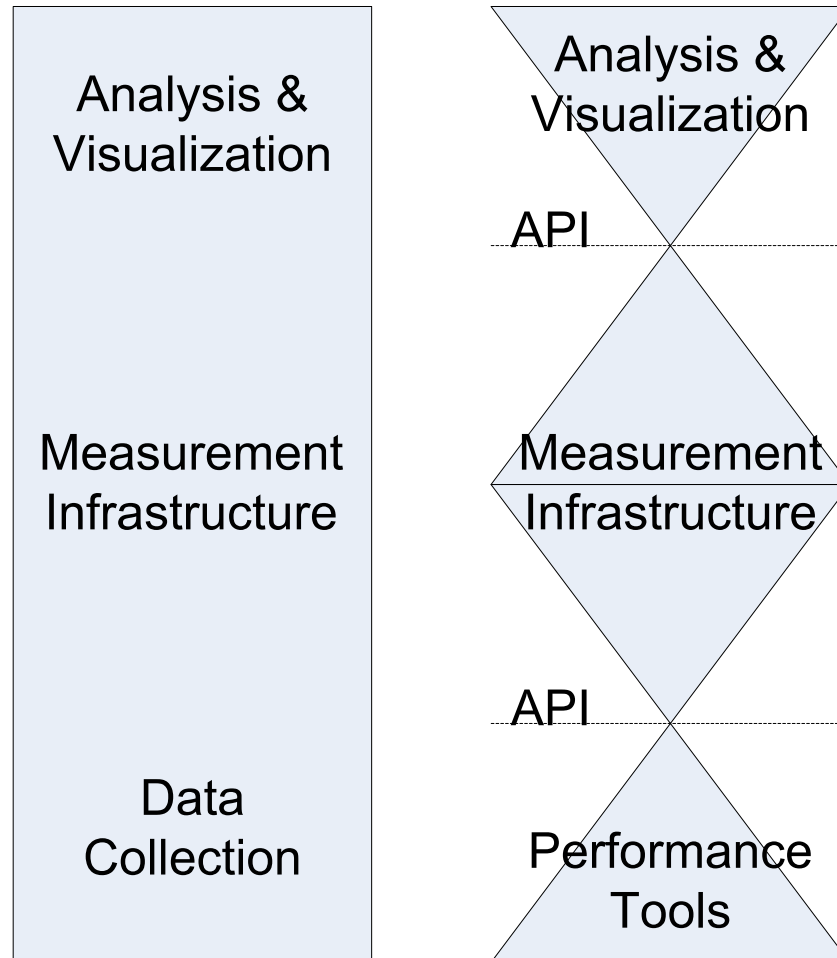 Analysis &
Visualization
Measurement
Infrastructure
Data
Collection
Analysis &
Visualization
API
Measurement
Infrastructure
API
Performance
Tools